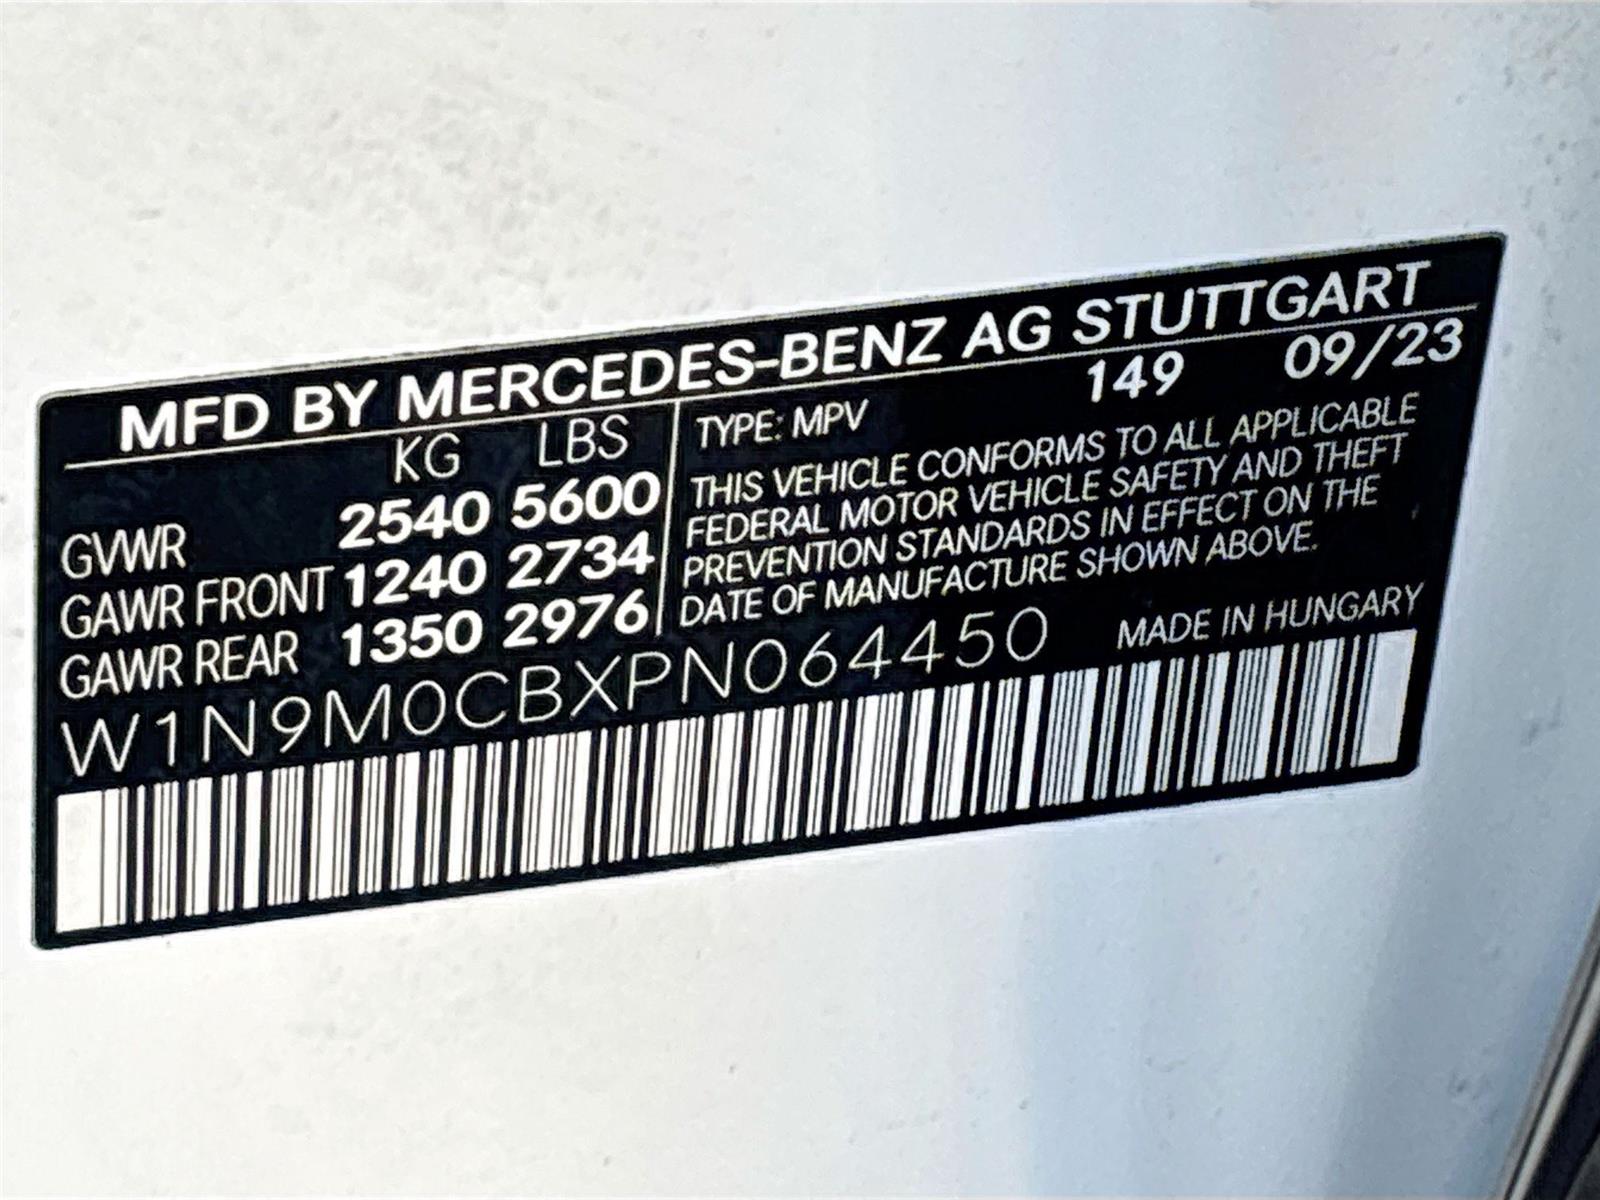 MFD BY MERCEDES-BENZ AG STUTTGART
149 09/23
KG LBS
GVWR 2540 5600
GAWR FRONT 1240 2734
GAWR REAR 1350 2976
TYPE: MPV
THIS VEHICLE CONFORMS TO ALL APPLICABLE
FEDERAL MOTOR VEHICLE SAFETY AND THEFT
PREVENTION STANDARDS IN EFFECT ON THE
DATE OF MANUFACTURE SHOWN ABOVE.
W1N9M0CBXPN064450
MADE IN HUNGARY